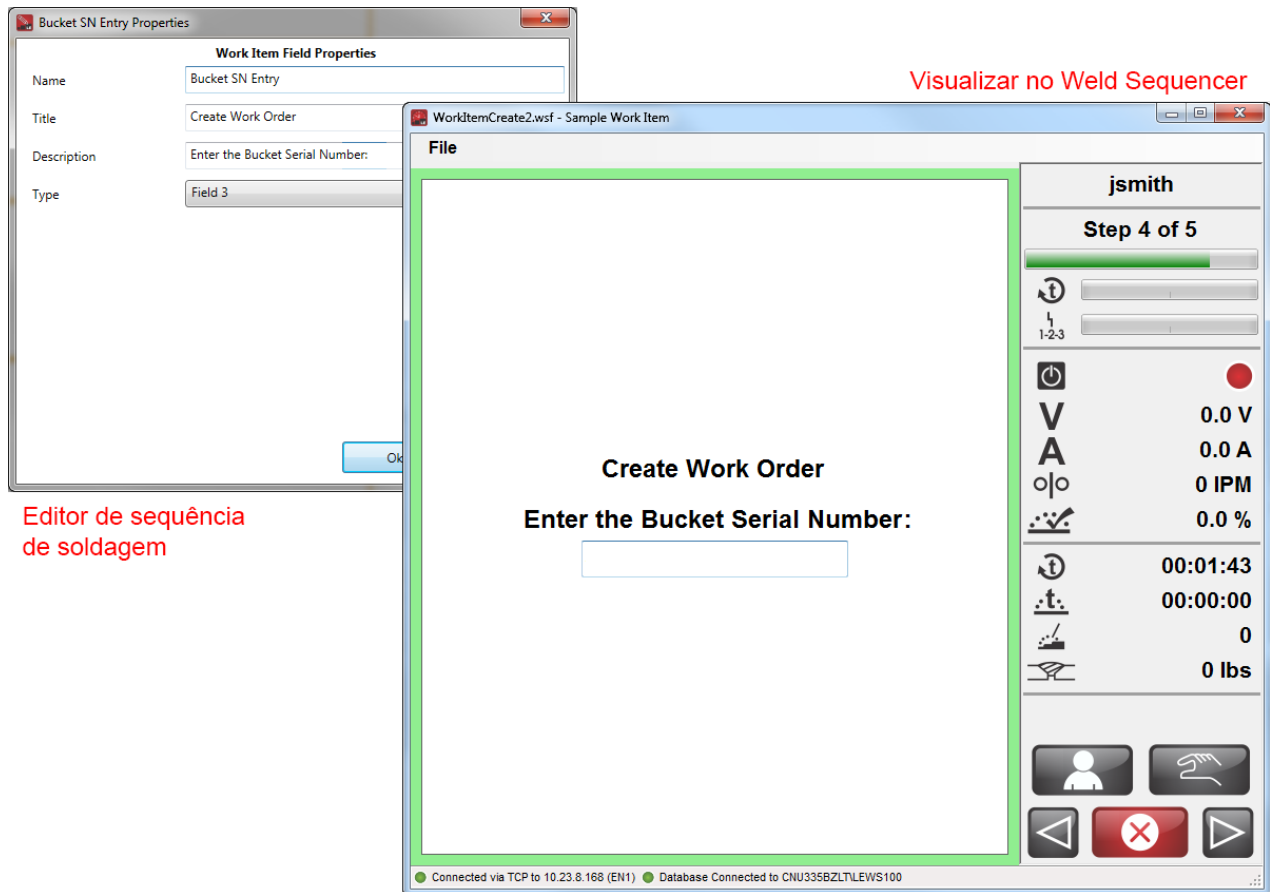 Bucket SN Entry Properties
Work Item Field Properties
Name
Bucket SN Entry
Title
Create Work Order
Description
Enter the Bucket Serial Number:
Type
Field 3
Ok
Editor de sequência
de soldagem
Visualizar no Weld Sequencer
WorkItemCreate2.wsf - Sample Work Item
File
Create Work Order
Enter the Bucket Serial Number:
jsmith
Step 4 of 5
t
1-2-3
V
0.0 V
A
0.0 A
0 IPM
0.0 %
t
00:01:43
.t.
00:00:00
0
0 lbs
Connected via TCP to 10.23.8.168 (EN1)
Database Connected to CNU335BZLT\LEWS100